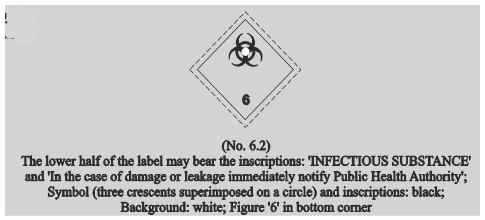 6
(No. 6.2)
The lower half of the label may bear the inscriptions: 'INFECTIOUS SUBSTANCE'
and 'In the case of damage or leakage immediately notify Public Health Authority';
Symbol (three crescents superimposed on a circle) and inscriptions: black;
Background: white; Figure '6' in bottom corner